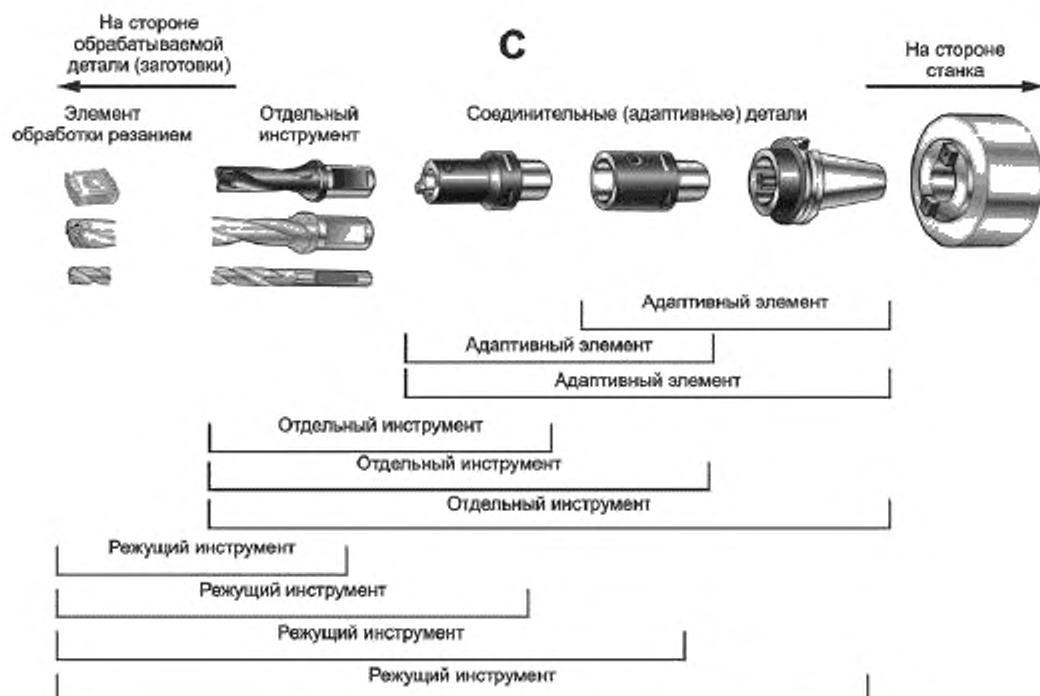 На стороне
обрабатываемой
детали (заготовки)
С
На стороне
станка
Элемент
обработки резанием
Отдельный
инструмент
Соединительные (адаптивные) детали
Адаптивный элемент
Адаптивный элемент
Адаптивный элемент
Отдельный инструмент
Отдельный инструмент
Отдельный инструмент
Режущий инструмент
Режущий инструмент
Режущий инструмент
Режущий инструмент